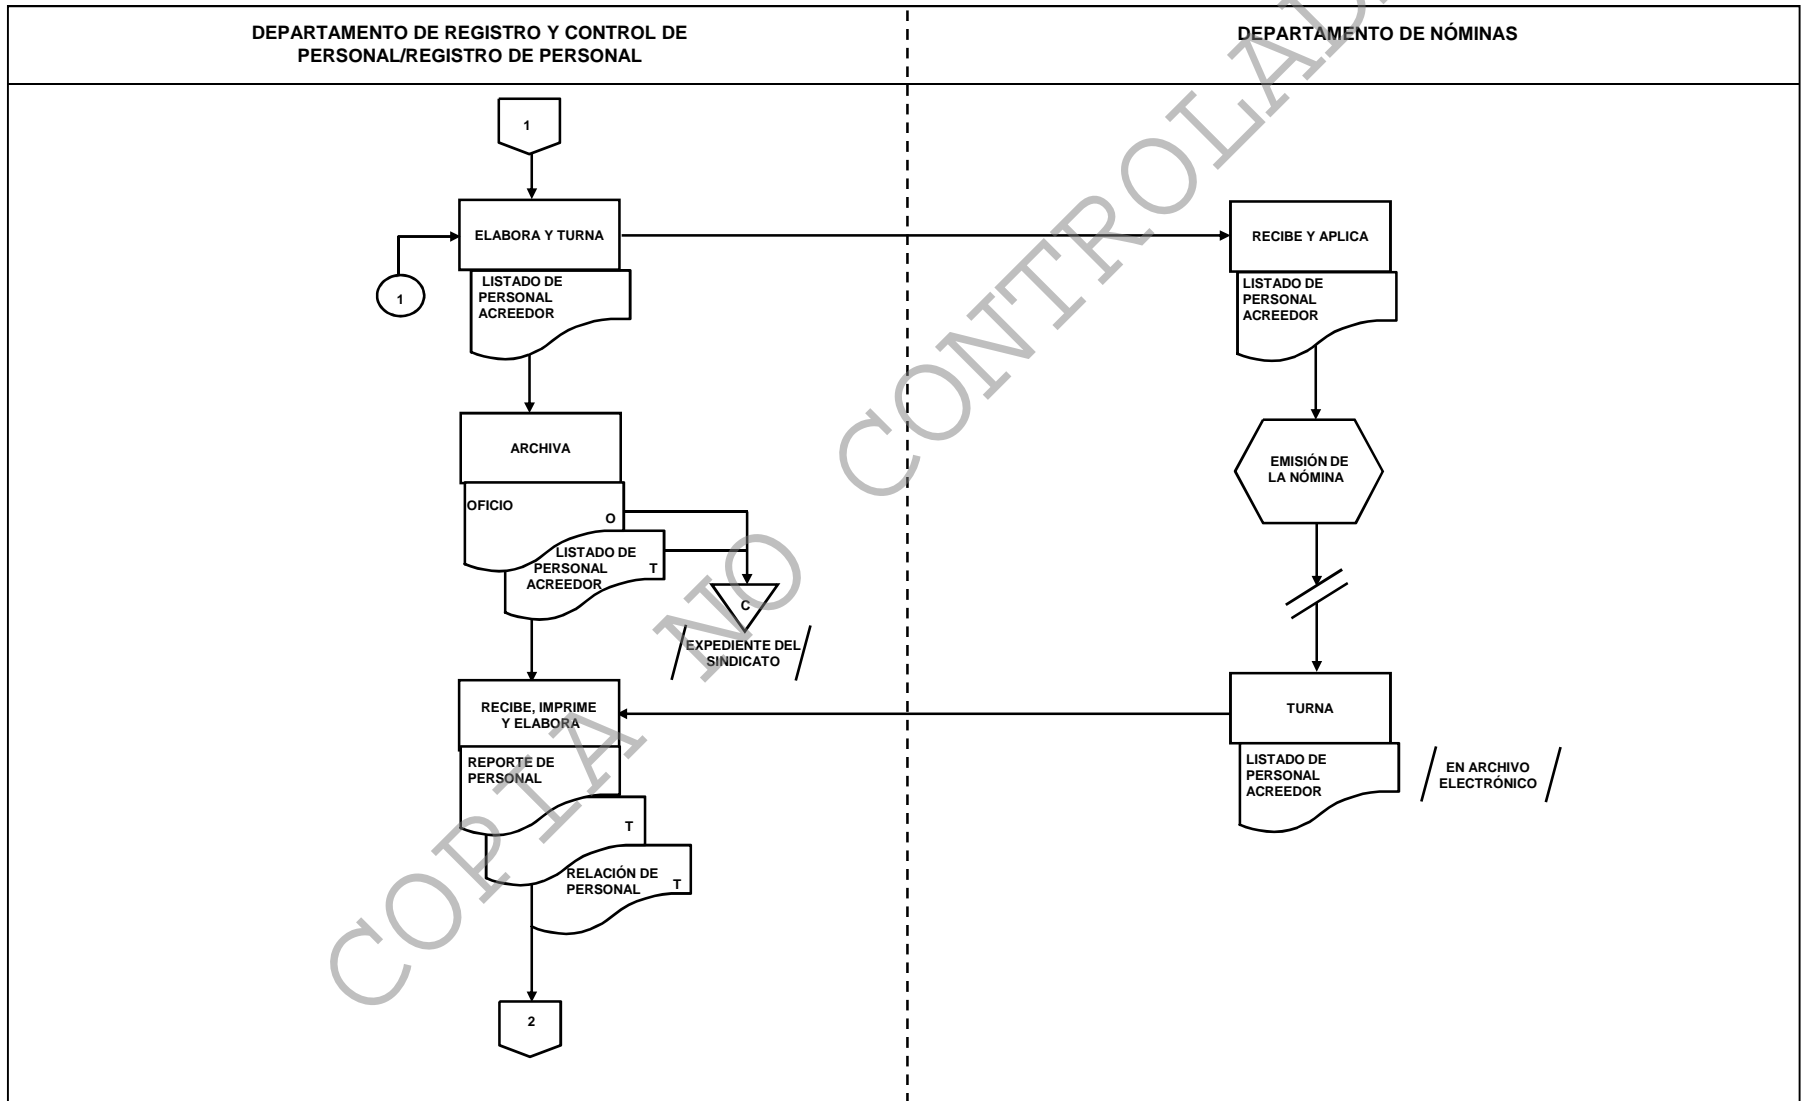 DEPARTAMENTO DE REGISTRO Y CONTROL DE
PERSONAL/REGISTRO DE PERSONAL
DEPARTAMENTO DE NÓMINAS
1
ELABORA Y TURNA
1
LISTADO DE
PERSONAL
ACREEDOR
RECIBE Y APLICA
LISTADO DE
PERSONAL
ACREEDOR
ARCHIVA
OFICIO
O
LISTADO DE
PERSONAL
ACREEDOR
T
C
EXPEDIENTE DEL
SINDICATO
EMISIÓN DE
LA NÓMINA
RECIBE, IMPRIME
Y ELABORA
REPORTE DE
PERSONAL
T
RELACIÓN DE
PERSONAL
T
TURNA
LISTADO DE
PERSONAL
ACREEDOR
EN ARCHIVO
ELECTRÓNICO
2
COPIA NO CONTROLAD